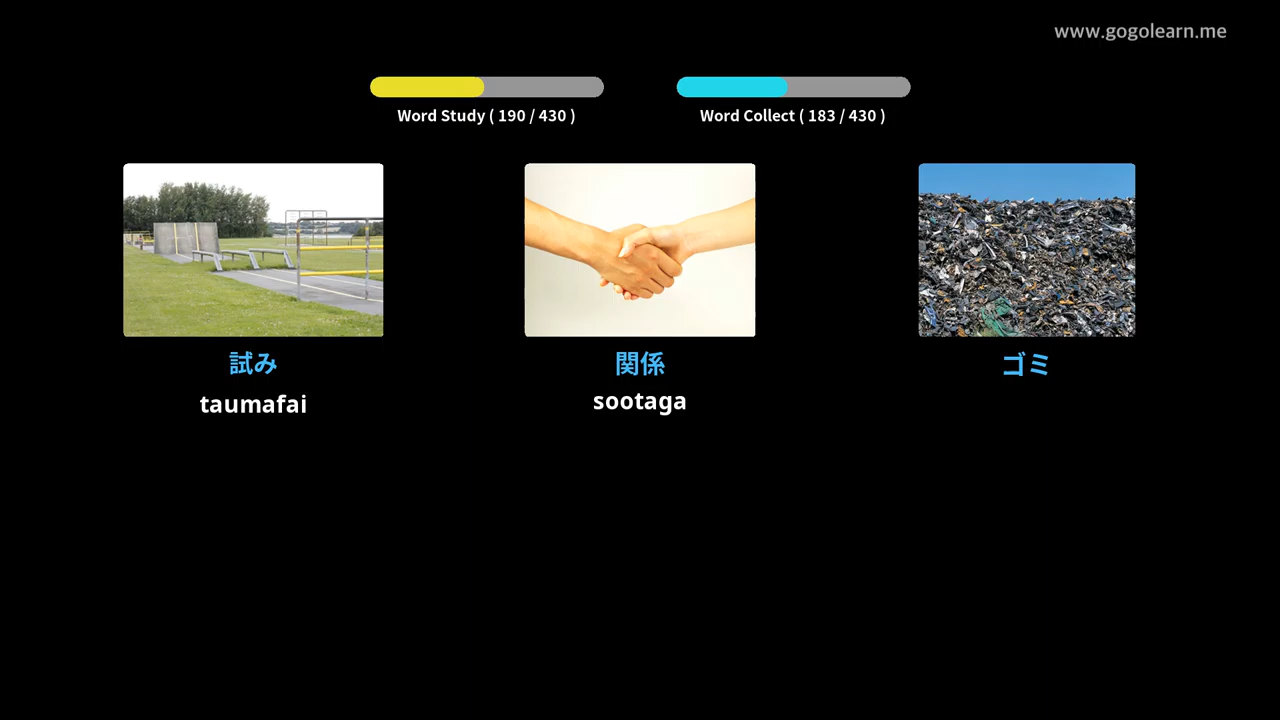 www.gogolearn.me
Word Study ( 190 / 430 )
Word Collect ( 183 / 430 )
試み
関係
ゴミ
taumafai
sootaga